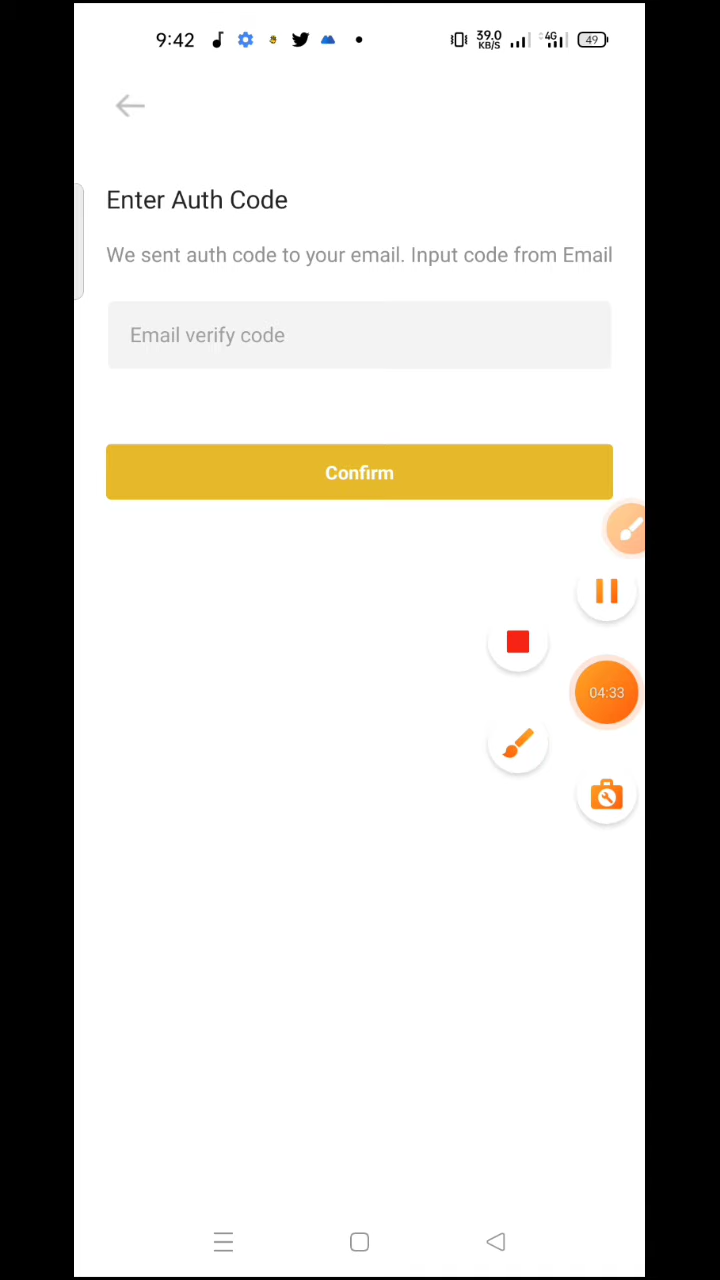 9:42 39.0 KB/S 4G 49
Enter Auth Code
We sent auth code to your email. Input code from Email
Email verify code
Confirm
04:33